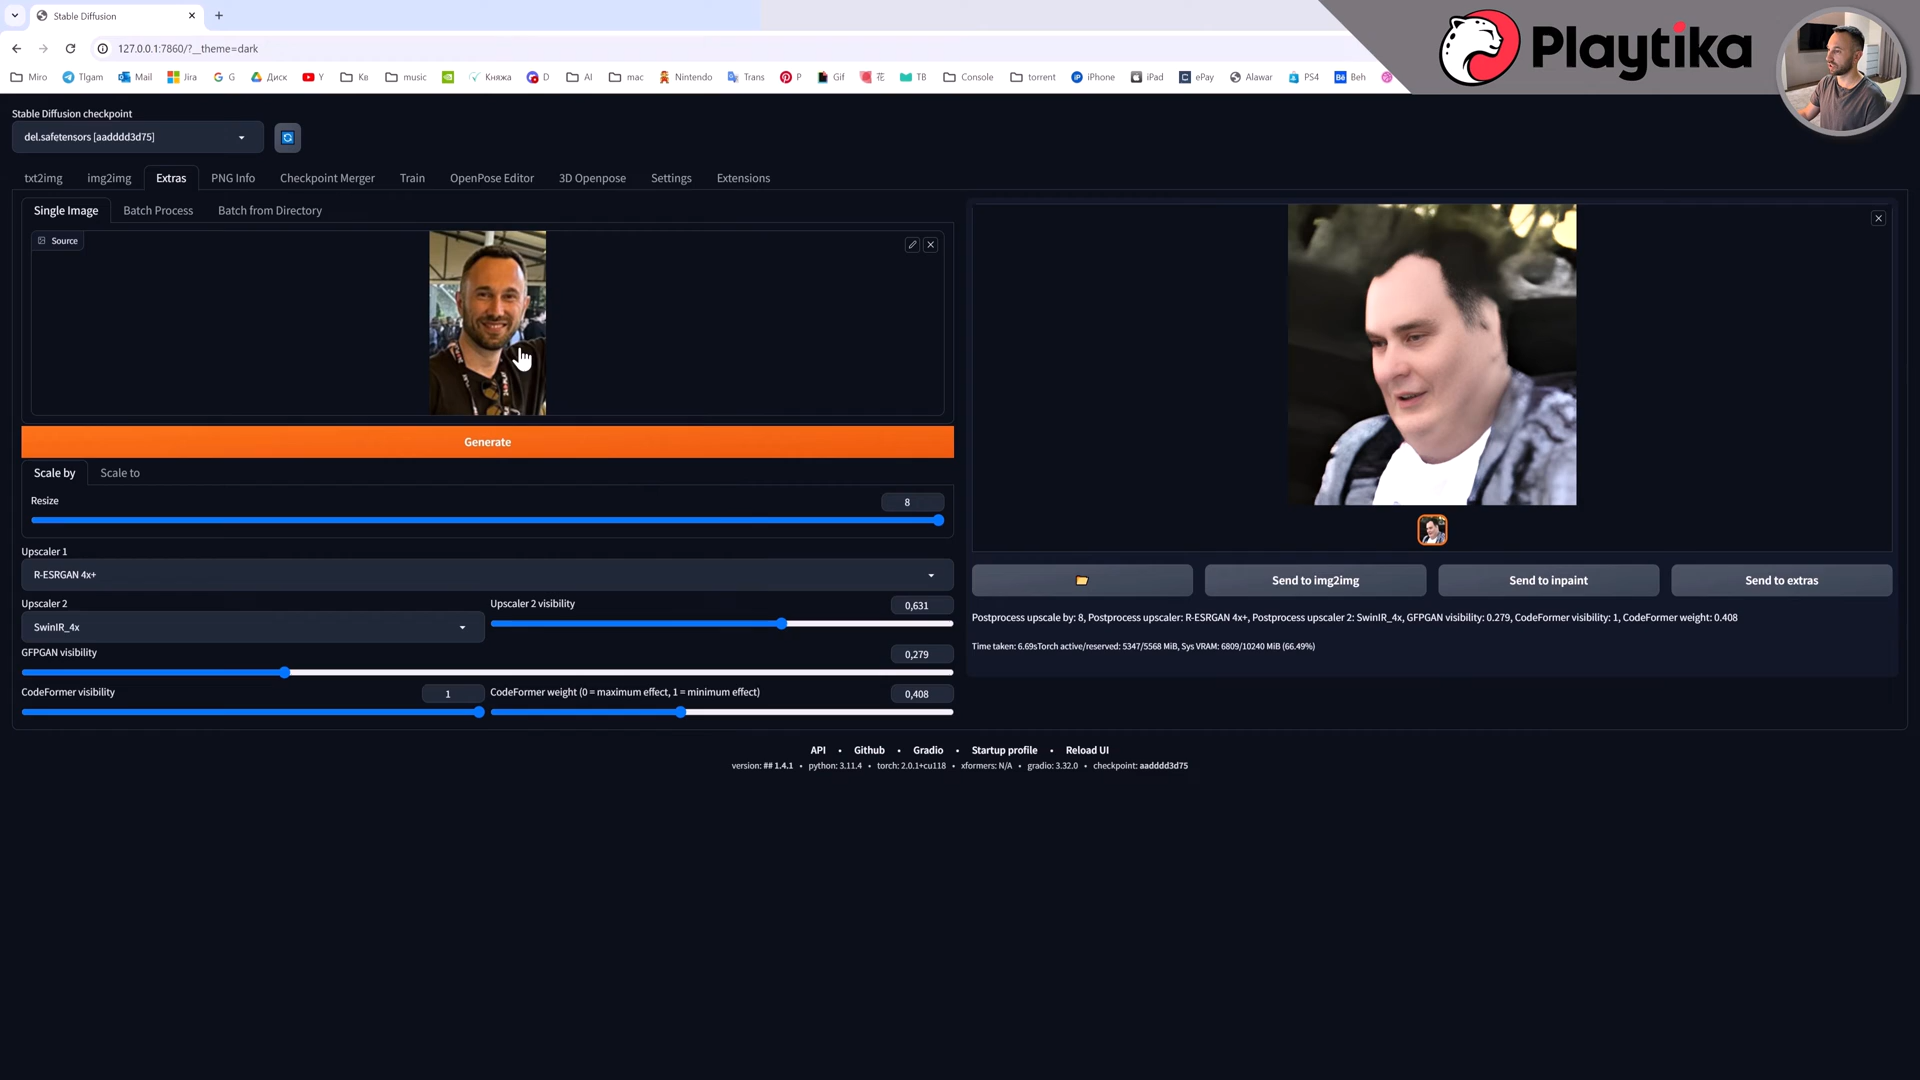 Stable Diffusion
127.0.0.1:7860/?__theme=dark
Playtika
Miro Tlgam Mail Jira G Диск Y Кв music Княжа D AI mac Nintendo Trans P Gif 花 TB Console torrent iPhone iPad ePay Alawar PS4 Beh
Stable Diffusion checkpoint
del.safetensors [aadddd3d75]
txt2img img2img Extras PNG Info Checkpoint Merger Train OpenPose Editor 3D Openpose Settings Extensions
Single Image Batch Process Batch from Directory
Source
Generate
Scale by Scale to
Resize 8
Upscaler 1
R-ESRGAN 4x+
Upscaler 2 Upscaler 2 visibility 0,631
SwinIR_4x
GFPGAN visibility 0,279
CodeFormer visibility 1 CodeFormer weight (0 = maximum effect, 1 = minimum effect) 0,408
Send to img2img Send to inpaint Send to extras
Postprocess upscale by: 8, Postprocess upscaler: R-ESRGAN 4x+, Postprocess upscaler 2: SwinIR_4x, GFPGAN visibility: 0.279, CodeFormer visibility: 1, CodeFormer weight: 0.408
Time taken: 6.69sTorch active/reserved: 5347/5568 MiB, Sys VRAM: 6809/10240 MiB (66.49%)
API • Github • Gradio • Startup profile • Reload UI
version: ## 1.4.1 • python: 3.11.4 • torch: 2.0.1+cu118 • xformers: N/A • gradio: 3.32.0 • checkpoint: aadddd3d75